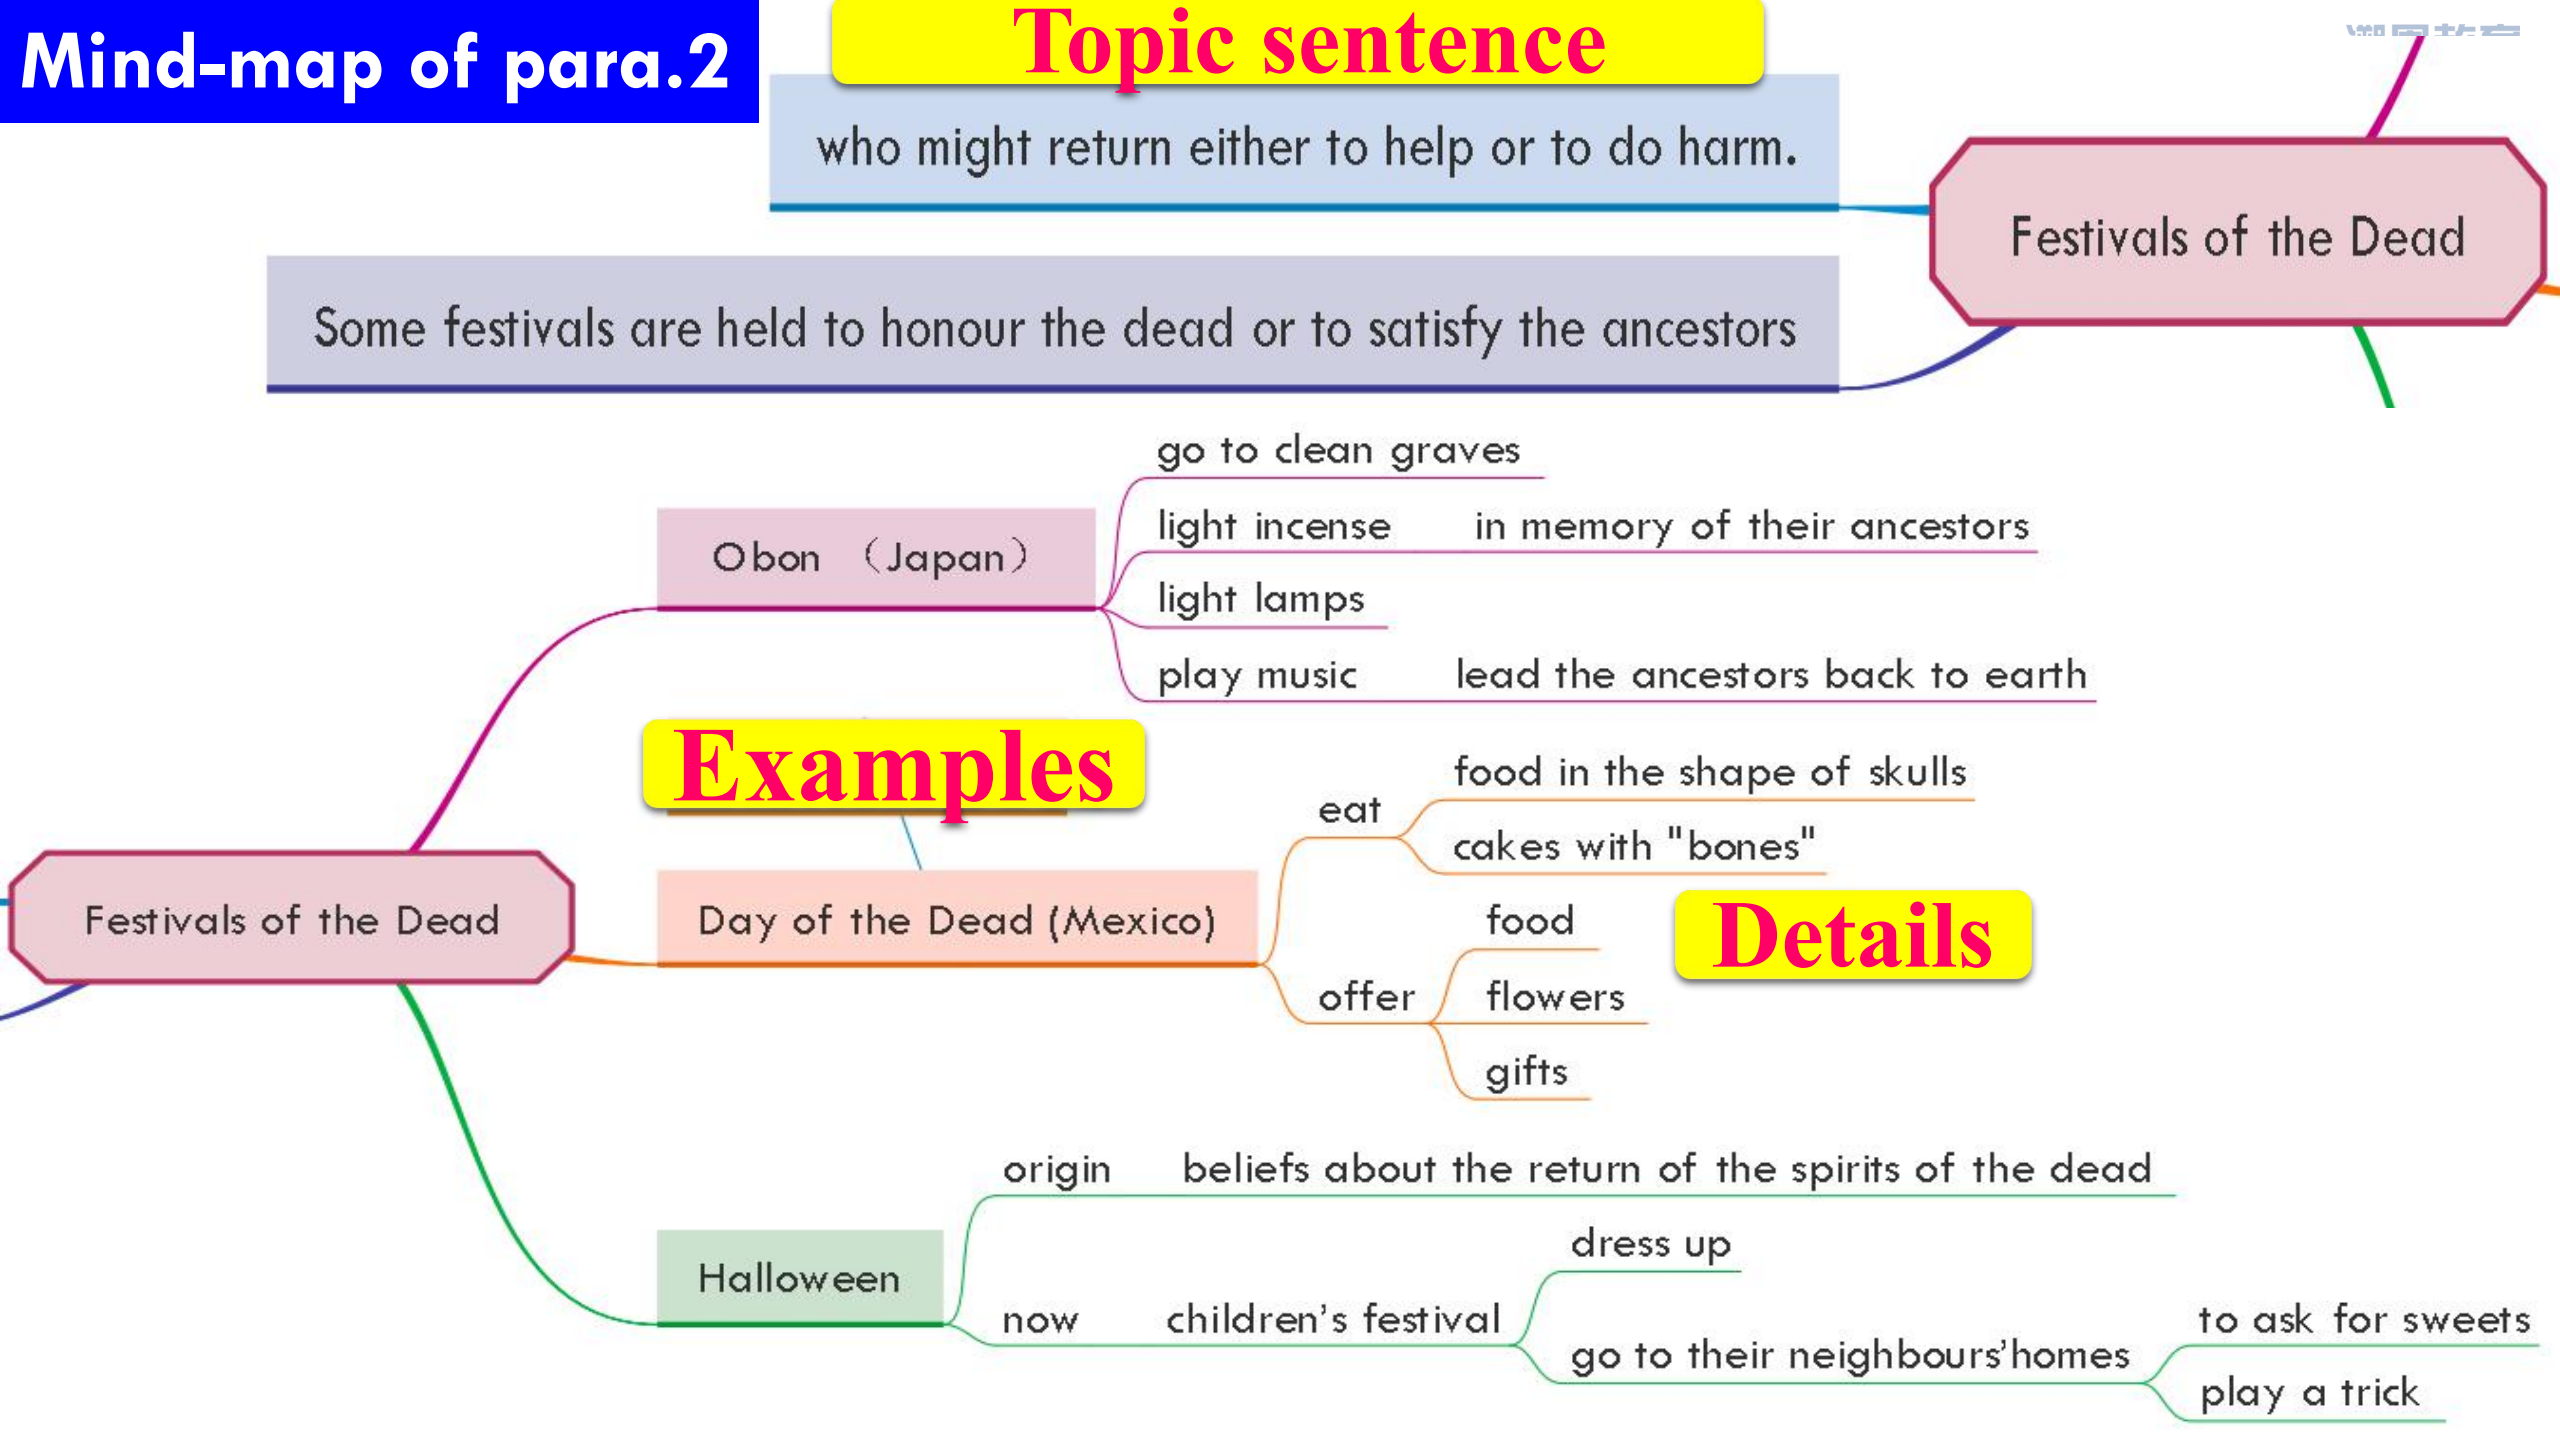 Mind-map of para.2
Topic sentence
who might return either to help or to do harm.
Festivals of the Dead
Some festivals are held to honour the dead or to satisfy the ancestors
go to clean graves
Obon （Japan）
light incense in memory of their ancestors
light lamps
play music lead the ancestors back to earth
Examples
food in the shape of skulls
eat
cakes with "bones"
Festivals of the Dead
Day of the Dead (Mexico)
food
Details
offer
flowers
gifts
origin beliefs about the return of the spirits of the dead
Halloween
dress up
now children's festival
to ask for sweets
go to their neighbours'homes
play a trick